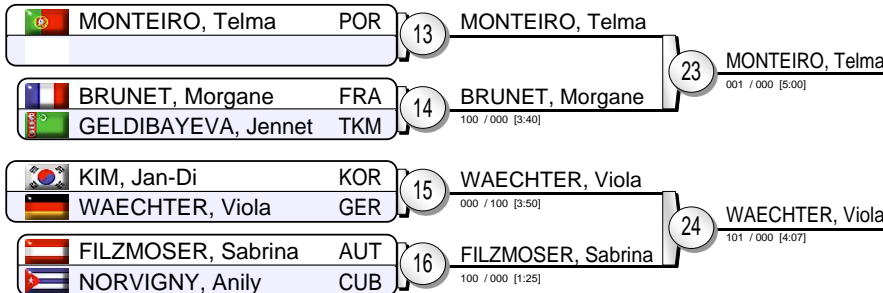 MONTEIRO, Telma POR
13
MONTEIRO, Telma
BRUNET, Morgane FRA
GELDIBAYEVA, Jennet TKM
14
BRUNET, Morgane
100 / 000 [3:40]
23
MONTEIRO, Telma
001 / 000 [5:00]
KIM, Jan-Di KOR
WAECHTER, Viola GER
15
WAECHTER, Viola
000 / 100 [3:50]
FILZMOSER, Sabrina AUT
NORVIGNY, Anily CUB
16
FILZMOSER, Sabrina
100 / 000 [1:25]
24
WAECHTER, Viola
101 / 000 [4:07]